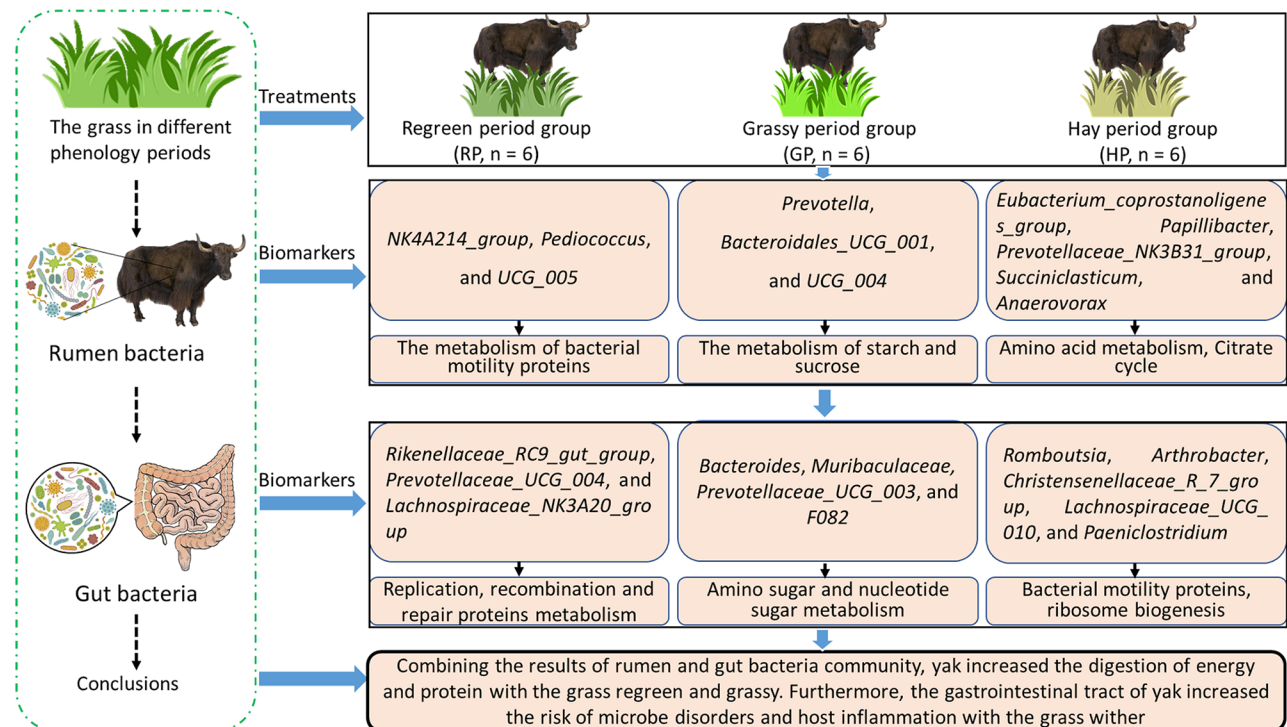 The grass in different
phenology periods
Rumen bacteria
Gut bacteria
Conclusions
Treatments
Biomarkers
Biomarkers
Regreen period group
(RP, n = 6)
Grassy period group
(GP, n = 6)
Hay period group
(HP, n = 6)
NK4A214_group, Pediococcus,
and UCG_005
Prevotella,
Bacteroidales_UCG_001,
and UCG_004
Eubacterium_coprostanoligene
s_group, Papillibacter,
Prevotellaceae_NK3B31_group,
Succiniclasticum, and
Anaerovorax
The metabolism of bacterial
motility proteins
The metabolism of starch and
sucrose
Amino acid metabolism, Citrate
cycle
Rikenellaceae_RC9_gut_group,
Prevotellaceae_UCG_004, and
Lachnospiraceae_NK3A20_gro
up
Bacteroides, Muribaculaceae,
Prevotellaceae_UCG_003, and
F082
Romboutsia, Arthrobacter,
Christensenellaceae_R_7_gro
up, Lachnospiraceae_UCG_
010, and Paeniclostridium
Replication, recombination and
repair proteins metabolism
Amino sugar and nucleotide
sugar metabolism
Bacterial motility proteins,
ribosome biogenesis
Combining the results of rumen and gut bacteria community, yak increased the digestion of energy
and protein with the grass regreen and grassy. Furthermore, the gastrointestinal tract of yak increased
the risk of microbe disorders and host inflammation with the grass wither